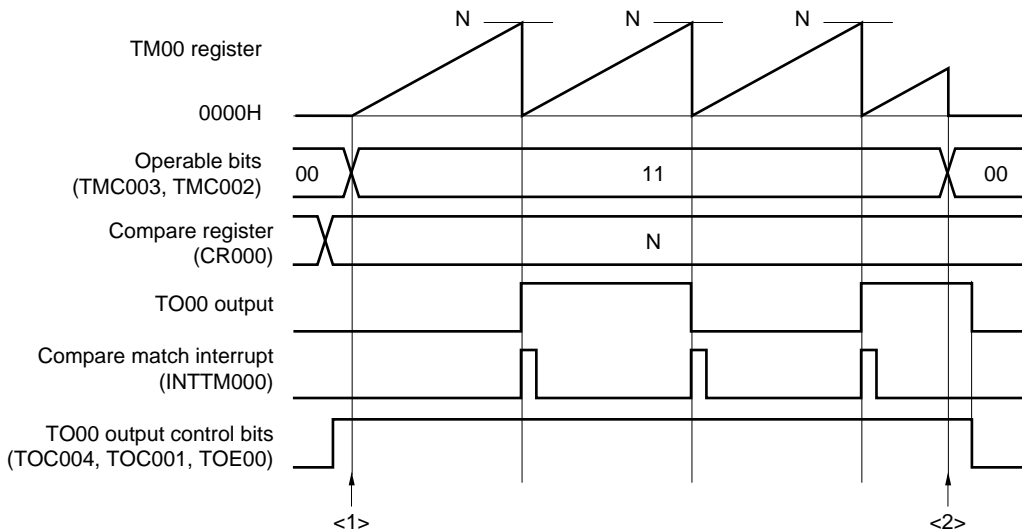 N N N
TM00 register
0000H
Operable bits
(TMC003, TMC002)
00 11 00
Compare register
(CR000)
N
TO00 output
Compare match interrupt
(INTTM000)
TO00 output control bits
(TOC004, TOC001, TOE00)
<1> <2>